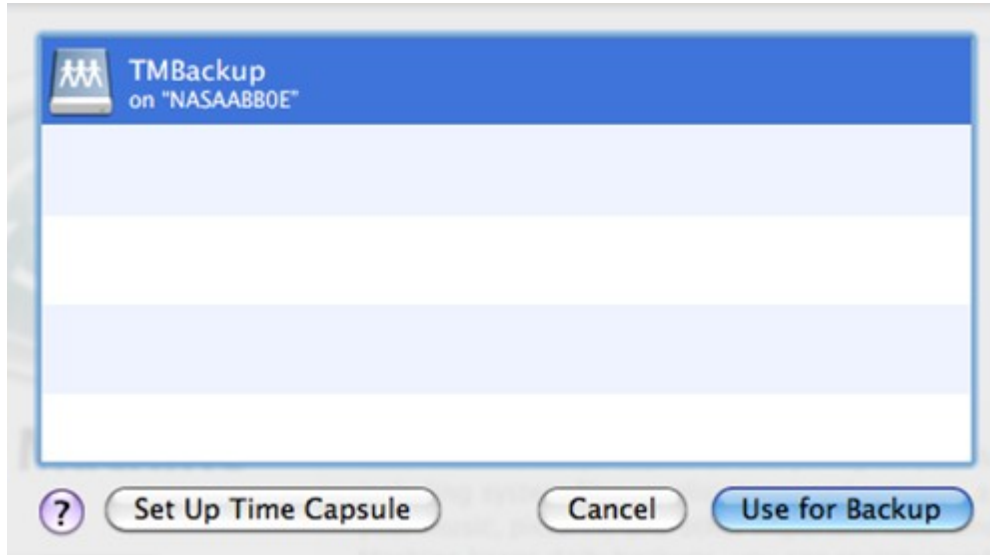 TMBackup
on "NASAABB0E"
?
Set Up Time Capsule
Cancel
Use for Backup